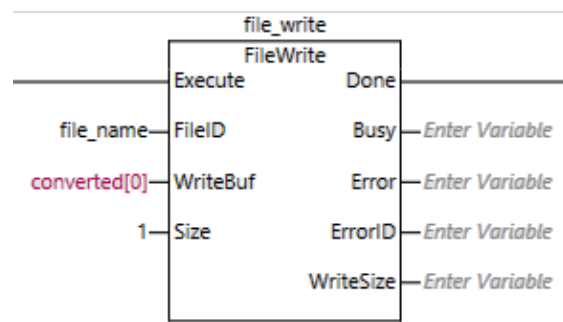 file_write
FileWrite
Execute Done
file_name FileID Busy Enter Variable
converted[0] WriteBuf Error Enter Variable
1 Size ErrorID Enter Variable
WriteSize Enter Variable